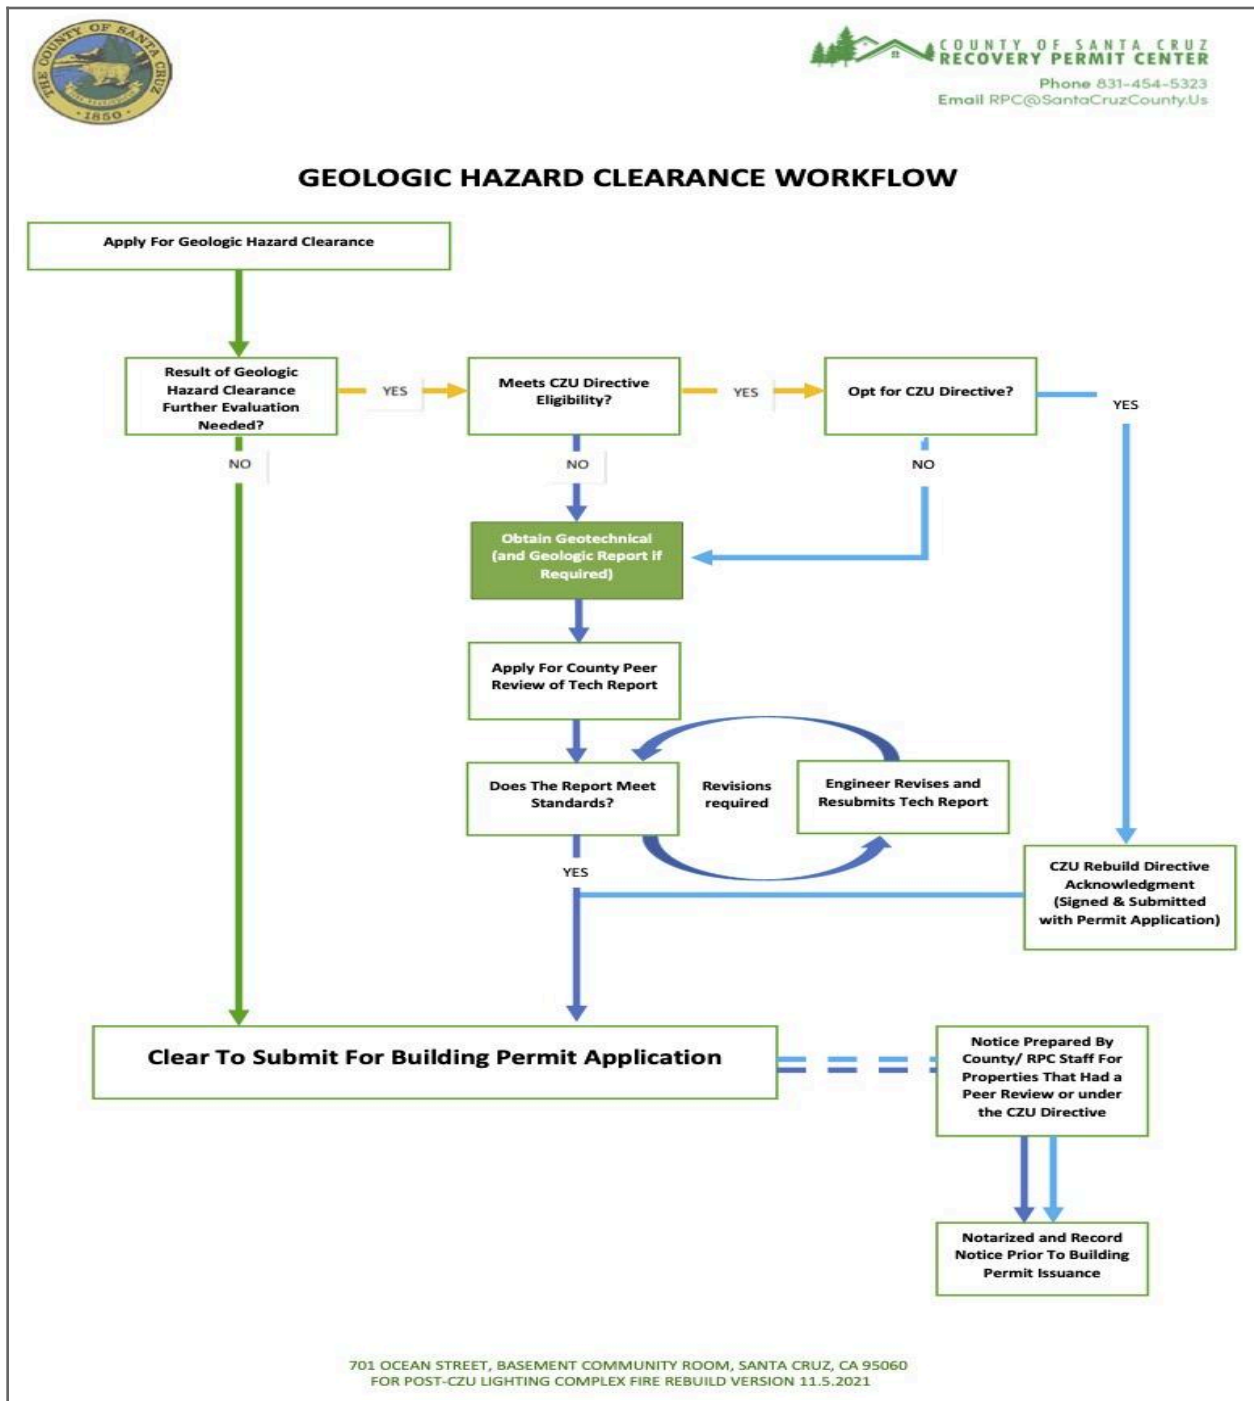 THE COUNTY OF SANTA CRUZ
1850
COUNTY OF SANTA CRUZ
RECOVERY PERMIT CENTER
Phone 831-454-5323
Email RPC@SantaCruzCounty.Us
GEOLOGIC HAZARD CLEARANCE WORKFLOW
Apply For Geologic Hazard Clearance
Result of Geologic
Hazard Clearance
Further Evaluation
Needed?
YES
Meets CZU Directive
Eligibility?
YES
Opt for CZU Directive?
YES
NO
NO
NO
Obtain Geotechnical
(and Geologic Report if
Required)
Apply For County Peer
Review of Tech Report
Does The Report Meet
Standards?
Revisions
required
Engineer Revises and
Resubmits Tech Report
YES
CZU Rebuild Directive
Acknowledgment
(Signed & Submitted
with Permit Application)
Clear To Submit For Building Permit Application
Notice Prepared By
County/ RPC Staff For
Properties That Had a
Peer Review or under
the CZU Directive
Notarized and Record
Notice Prior To Building
Permit Issuance
701 OCEAN STREET, BASEMENT COMMUNITY ROOM, SANTA CRUZ, CA 95060
FOR POST-CZU LIGHTING COMPLEX FIRE REBUILD VERSION 11.5.2021